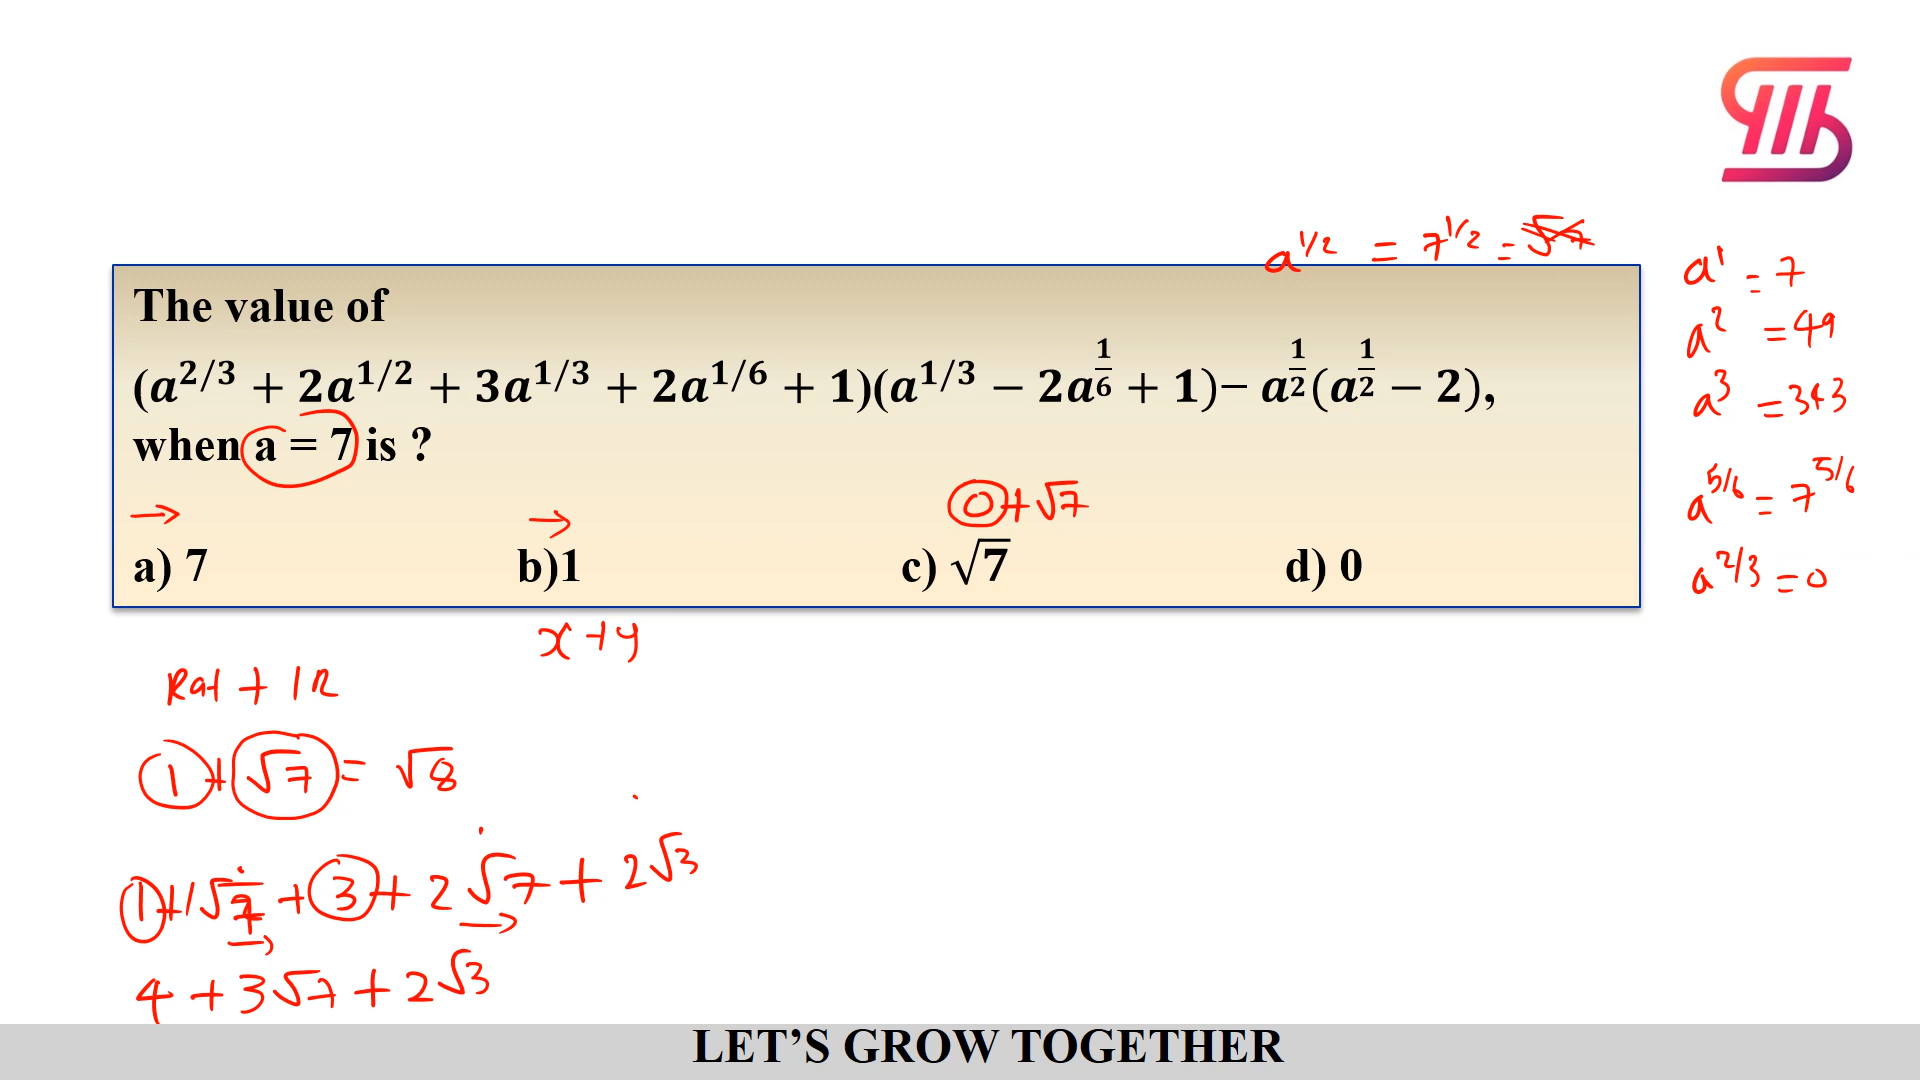 a^{1/2} = 7^{1/2} = √7
a^1 = 7
a^2 = 49
a^3 = 343
a^{5/6} = 7^{5/6}
a^{2/3} = 0
The value of
(a^{2/3} + 2a^{1/2} + 3a^{1/3} + 2a^{1/6} + 1)(a^{1/3} − 2a^{1/6} + 1)− a^{1/2}(a^{1/2} − 2),
when a = 7 is ?
0+√7
a) 7 b)1 c) √7 d) 0
x+y
Rat + IR
1+√7 = √8
1+1√7 + 3 + 2√7 + 2√3
4 + 3√7 + 2√3
LET’S GROW TOGETHER